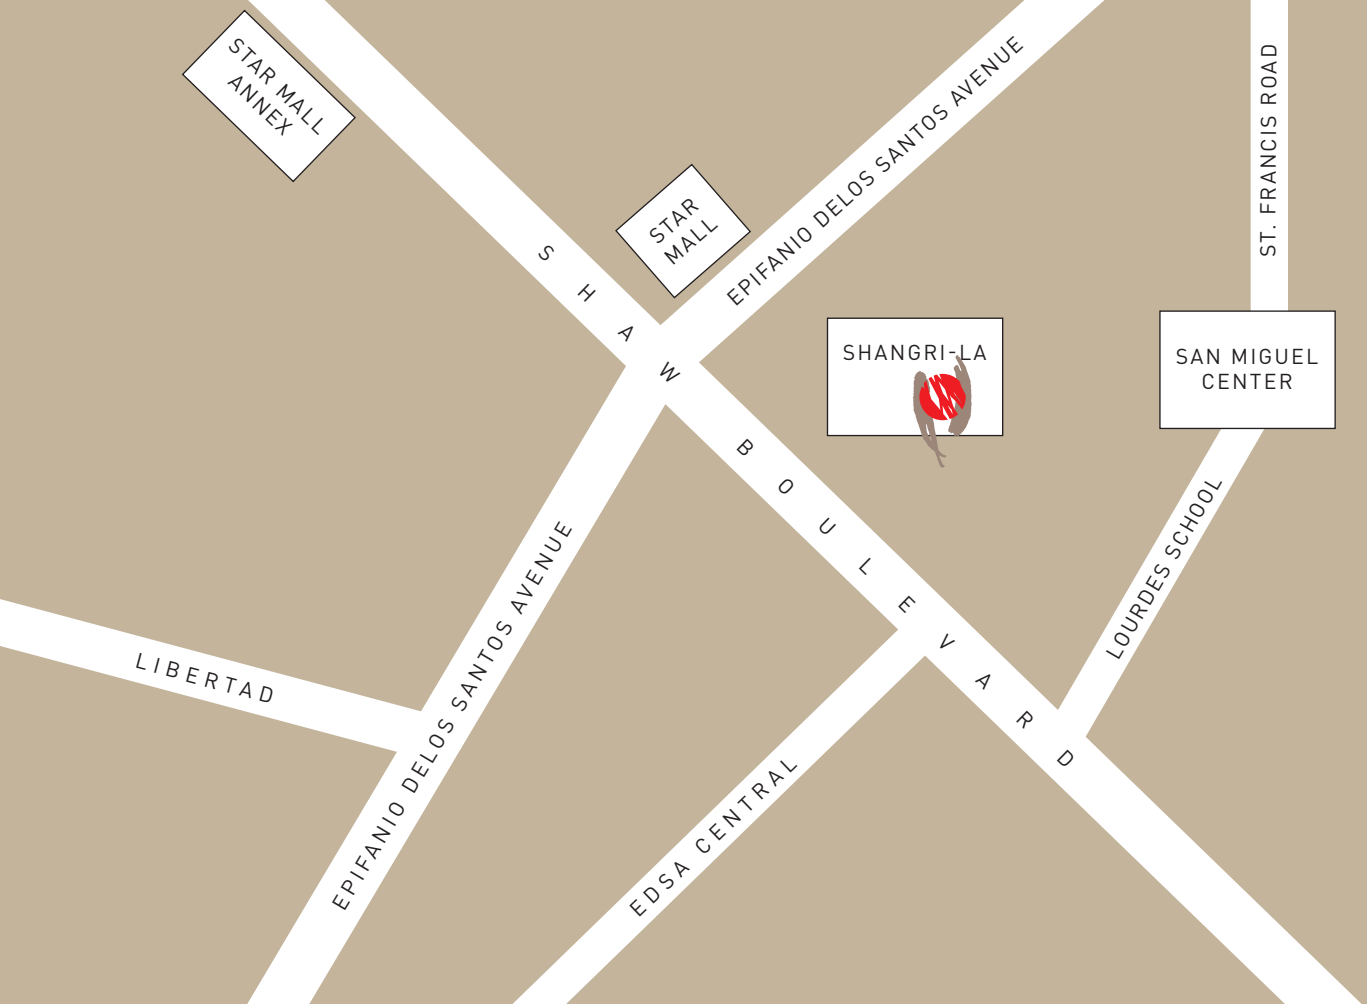 STAR MALL
ANNEX
STAR
MALL
EPIFANIO DELOS SANTOS AVENUE
ST. FRANCIS ROAD
SHAW BOULEVARD
SHANGRI-LA
SAN MIGUEL
CENTER
LOURDES SCHOOL
EPIFANIO DELOS SANTOS AVENUE
LIBERTAD
EDSA CENTRAL